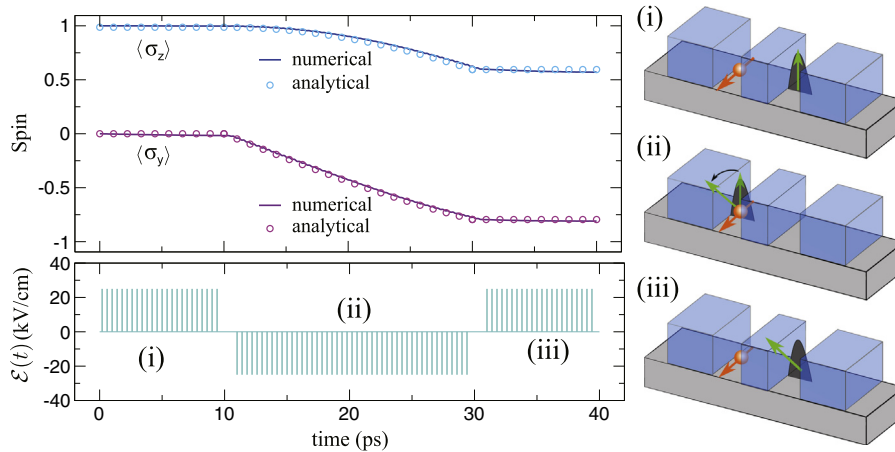 1
0.5
0
-0.5
-1
Spin
⟨σz⟩
numerical
analytical
⟨σy⟩
numerical
analytical
40
20
0
-20
-40
ℰ(t) (kV/cm)
(i)
(ii)
(iii)
0 10 20 30 40
time (ps)
(i)
(ii)
(iii)